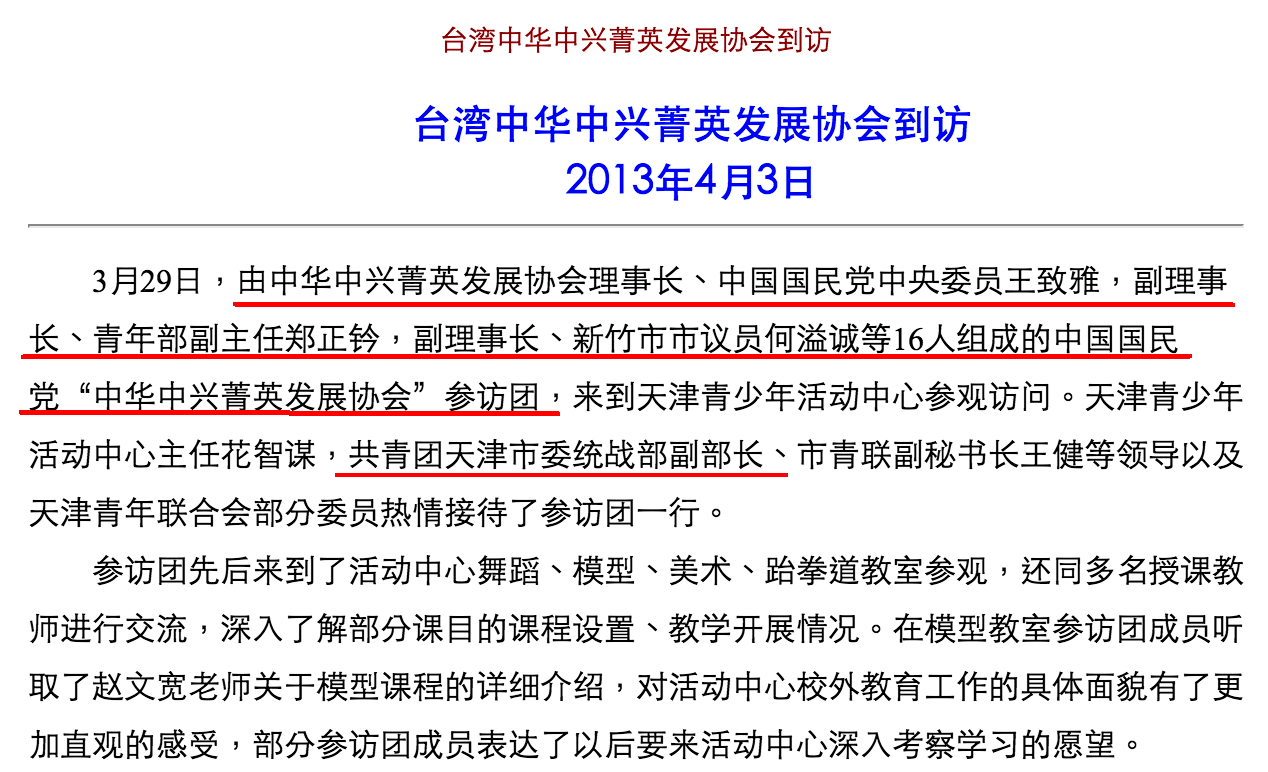 台湾中华中兴菁英发展协会到访
台湾中华中兴菁英发展协会到访
2013年4月3日
3月29日，由中华中兴菁英发展协会理事长、中国国民党中央委员王致雅，副理事
长、青年部副主任郑正钤，副理事长、新竹市市议员何溢诚等16人组成的中国国民
党“中华中兴菁英发展协会”参访团，来到天津青少年活动中心参观访问。天津青少年
活动中心主任花智谋，共青团天津市委统战部副部长、市青联副秘书长王健等领导以及
天津青年联合会部分委员热情接待了参访团一行。
参访团先后来到了活动中心舞蹈、模型、美术、跆拳道教室参观，还同多名授课教
师进行交流，深入了解部分课目的课程设置、教学开展情况。在模型教室参访团成员听
取了赵文宽老师关于模型课程的详细介绍，对活动中心校外教育工作的具体面貌有了更
加直观的感受，部分参访团成员表达了以后要来活动中心深入考察学习的愿望。